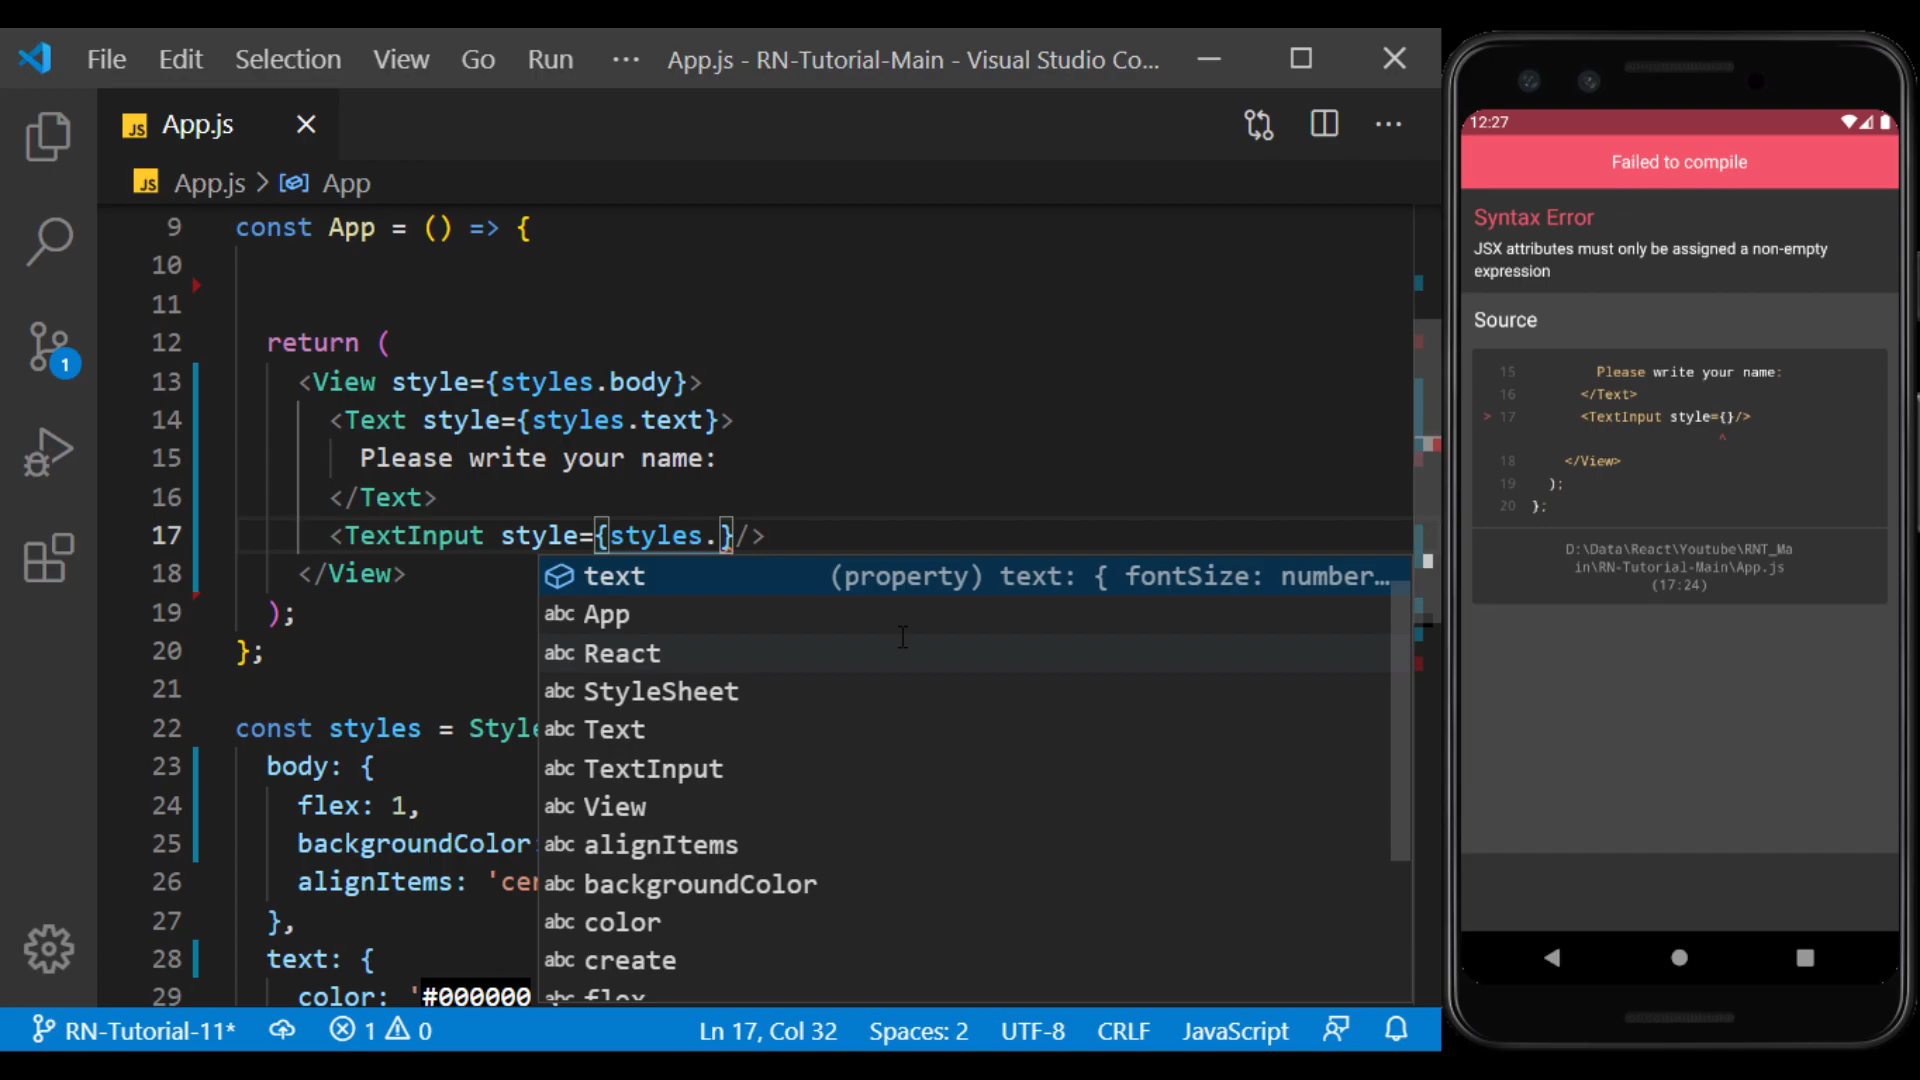 File Edit Selection View Go Run ··· App.js - RN-Tutorial-Main - Visual Studio Co...
JS App.js
JS App.js > App
9 const App = () => {
10
11
12 return (
13 <View style={styles.body}>
14 <Text style={styles.text}>
15 Please write your name:
16 </Text>
17 <TextInput style={styles.}/>
18 </View>
19 );
20 };
21
22 const styles = Style
23 body: {
24 flex: 1,
25 backgroundColor:
26 alignItems: 'cen
27 },
28 text: {
29 color: '#000000
text (property) text: { fontSize: number...
abc App
abc React
abc StyleSheet
abc Text
abc TextInput
abc View
abc alignItems
abc backgroundColor
abc color
abc create
abc flex
1
RN-Tutorial-11* 1 0 Ln 17, Col 32 Spaces: 2 UTF-8 CRLF JavaScript
12:27
Failed to compile
Syntax Error
JSX attributes must only be assigned a non-empty
expression
Source
15 Please write your name:
16 </Text>
> 17 <TextInput style={}/>
^
18 </View>
19 );
20 };
D:\Data\React\Youtube\RNT_Ma
in\RN-Tutorial-Main\App.js
(17:24)